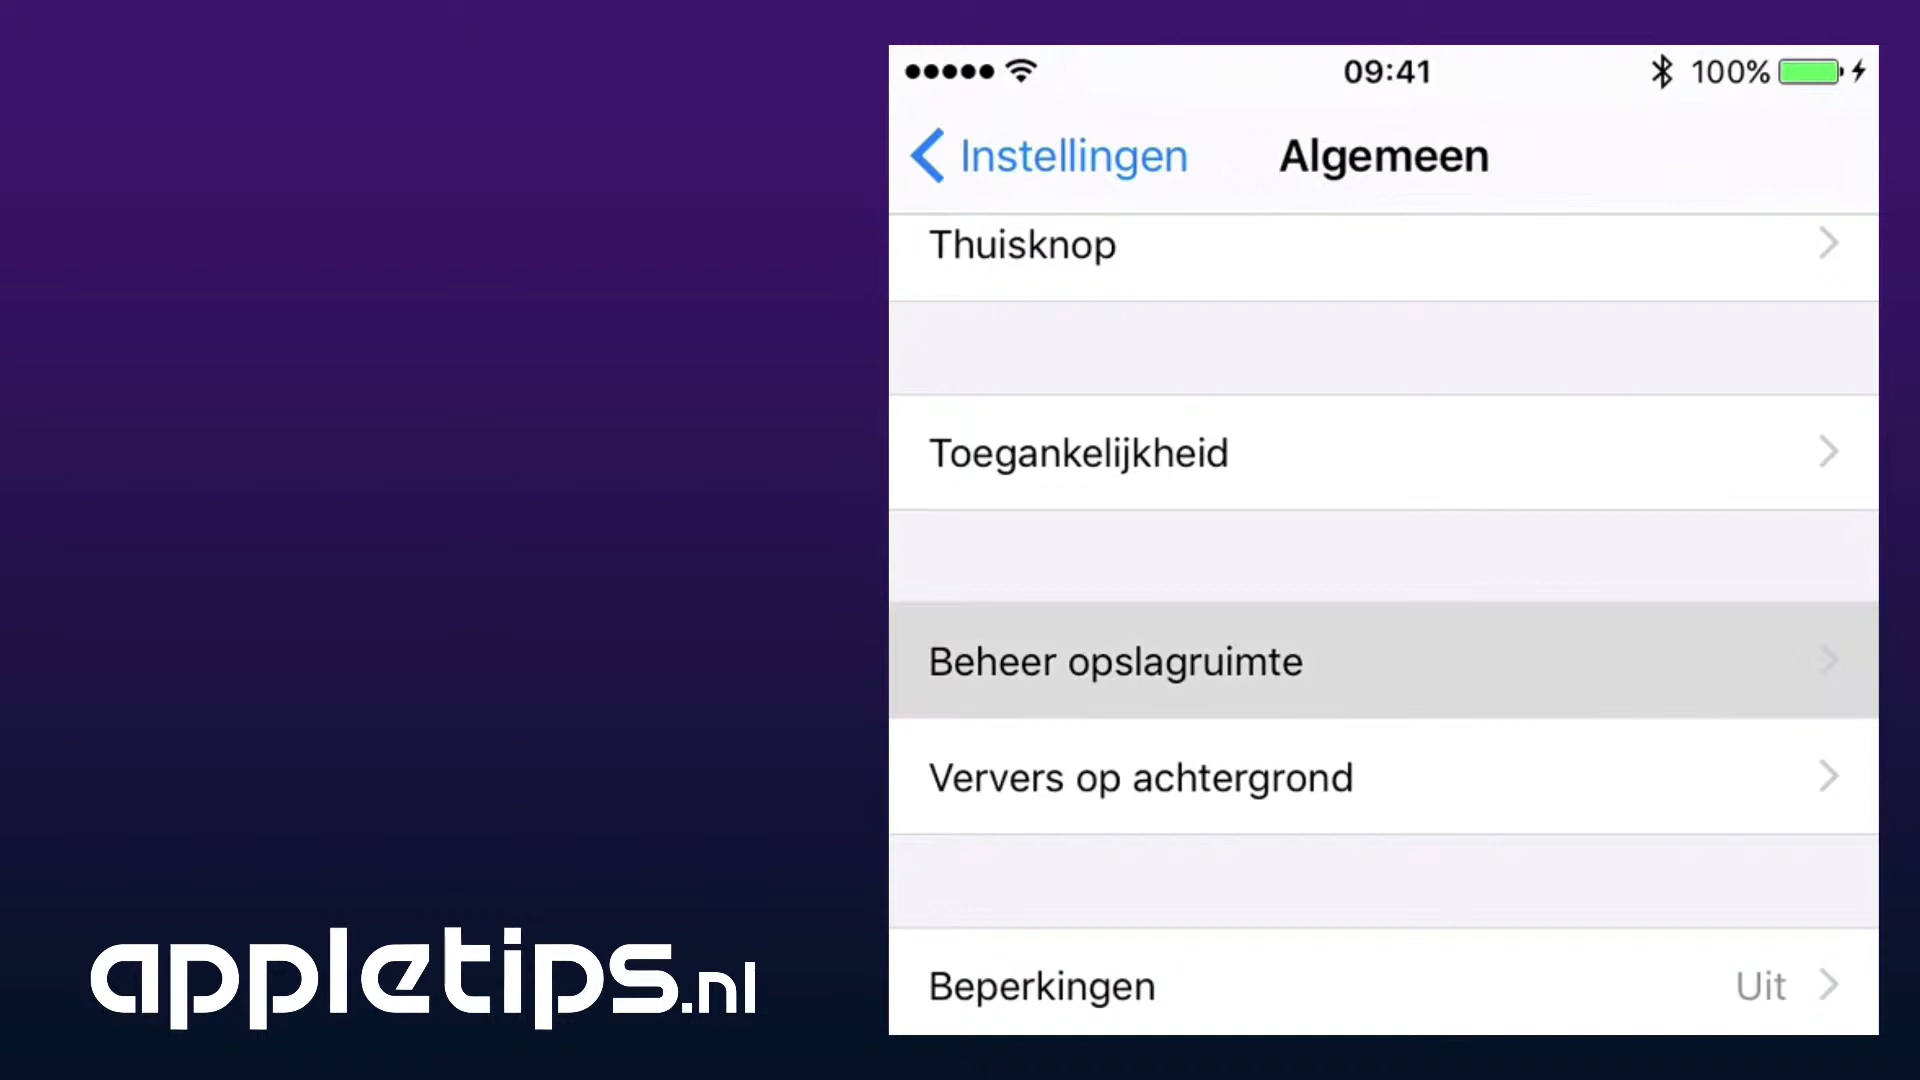 09:41
100%
Instellingen
Algemeen
Thuisknop
Toegankelijkheid
Beheer opslagruimte
Ververs op achtergrond
Beperkingen
Uit
appletips.nl